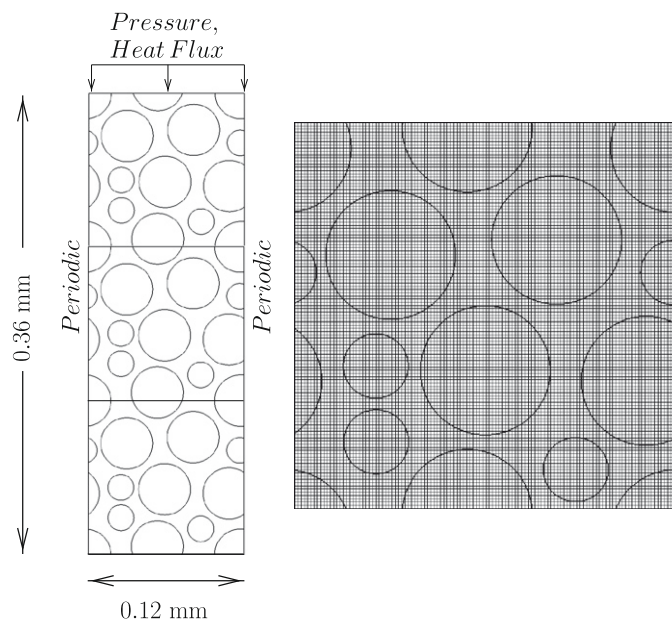 Pressure,
Heat Flux
Periodic
Periodic
0.36 mm
0.12 mm